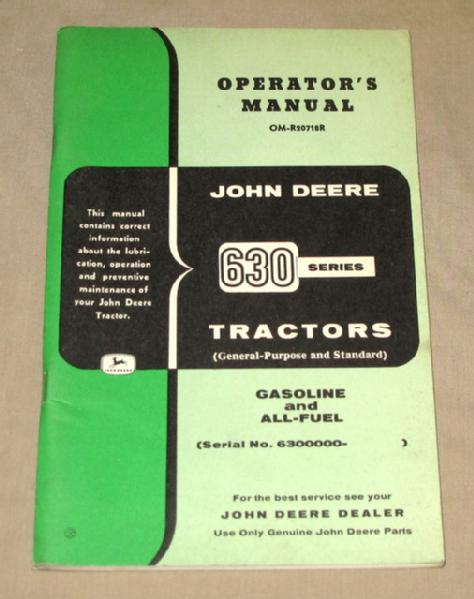 OPERATOR'S
MANUAL
OM-R20718R
JOHN DEERE
This manual
contains correct
information
about the lubri-
cation, operation
and preventive
maintenance of
your John Deere
Tractor.
630 SERIES
TRACTORS
(General-Purpose and Standard)
GASOLINE
and
ALL-FUEL
(Serial No. 6300000- )
For the best service see your
JOHN DEERE DEALER
Use Only Genuine John Deere Parts